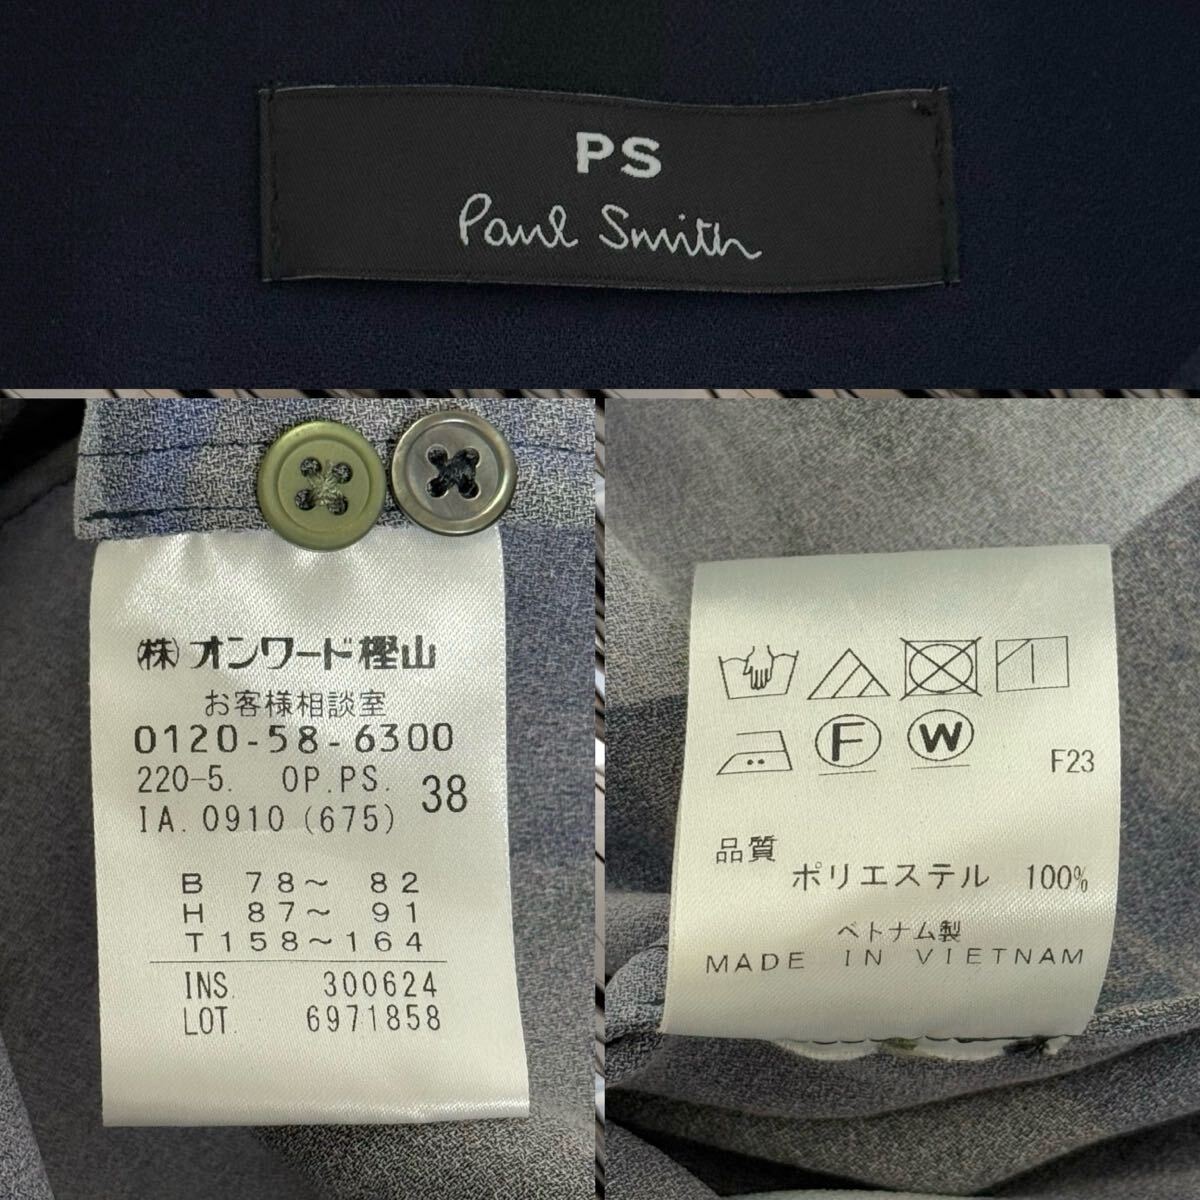 PS
Paul Smith
(株)オンワード樫山
お客様相談室
0120-58-6300
220-5. OP.PS. 38
IA. 0910 (675)
B 78～ 82
H 87～ 91
T158～164
INS. 300624
LOT. 6971858
F W
F23
品質
ポリエステル 100%
ベトナム製
MADE IN VIETNAM